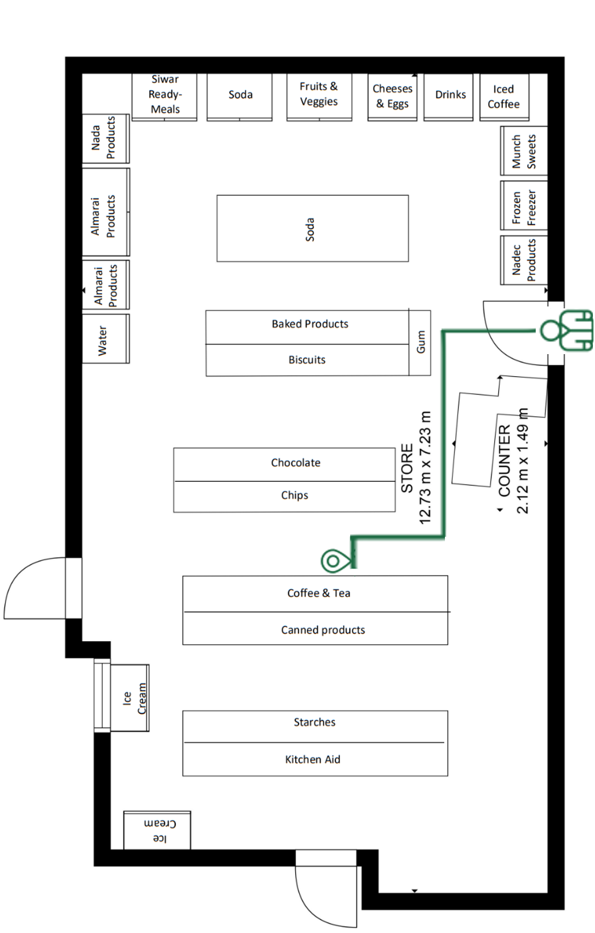 Siwar
Ready-
Meals
Soda
Fruits &
Veggies
Cheeses
& Eggs
Drinks
Iced
Coffee
Nada
Products
Munch
Sweets
Almarai
Products
Soda
Frozen
Freezer
Nadec
Products
Almarai
Products
Water
Baked Products
Biscuits
Gum
Chocolate
Chips
STORE
12.73 m x 7.23 m
COUNTER
2.12 m x 1.49 m
Coffee & Tea
Canned products
Ice
Cream
Starches
Kitchen Aid
Ice
Cream